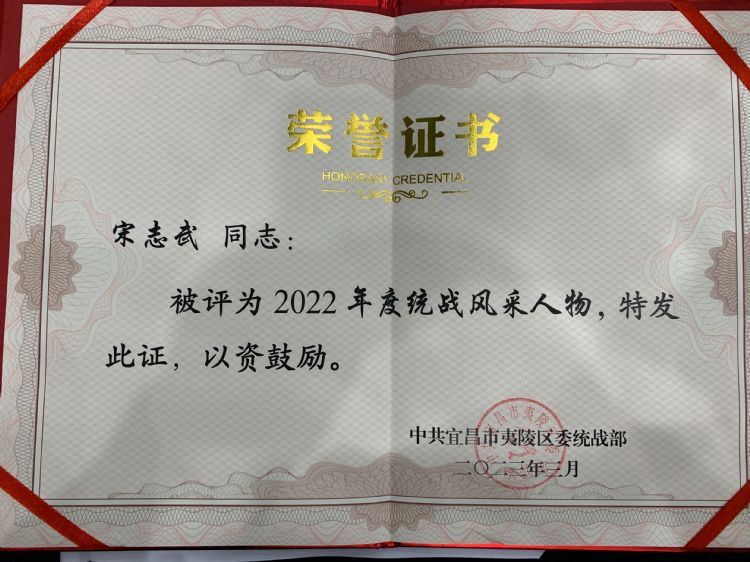 荣誉证书
HONORARY CREDENTIAL
宋志武 同志：
被评为2022年度统战风采人物，特发
此证，以资鼓励。
中共宜昌市夷陵区委统战部
二〇二三年三月